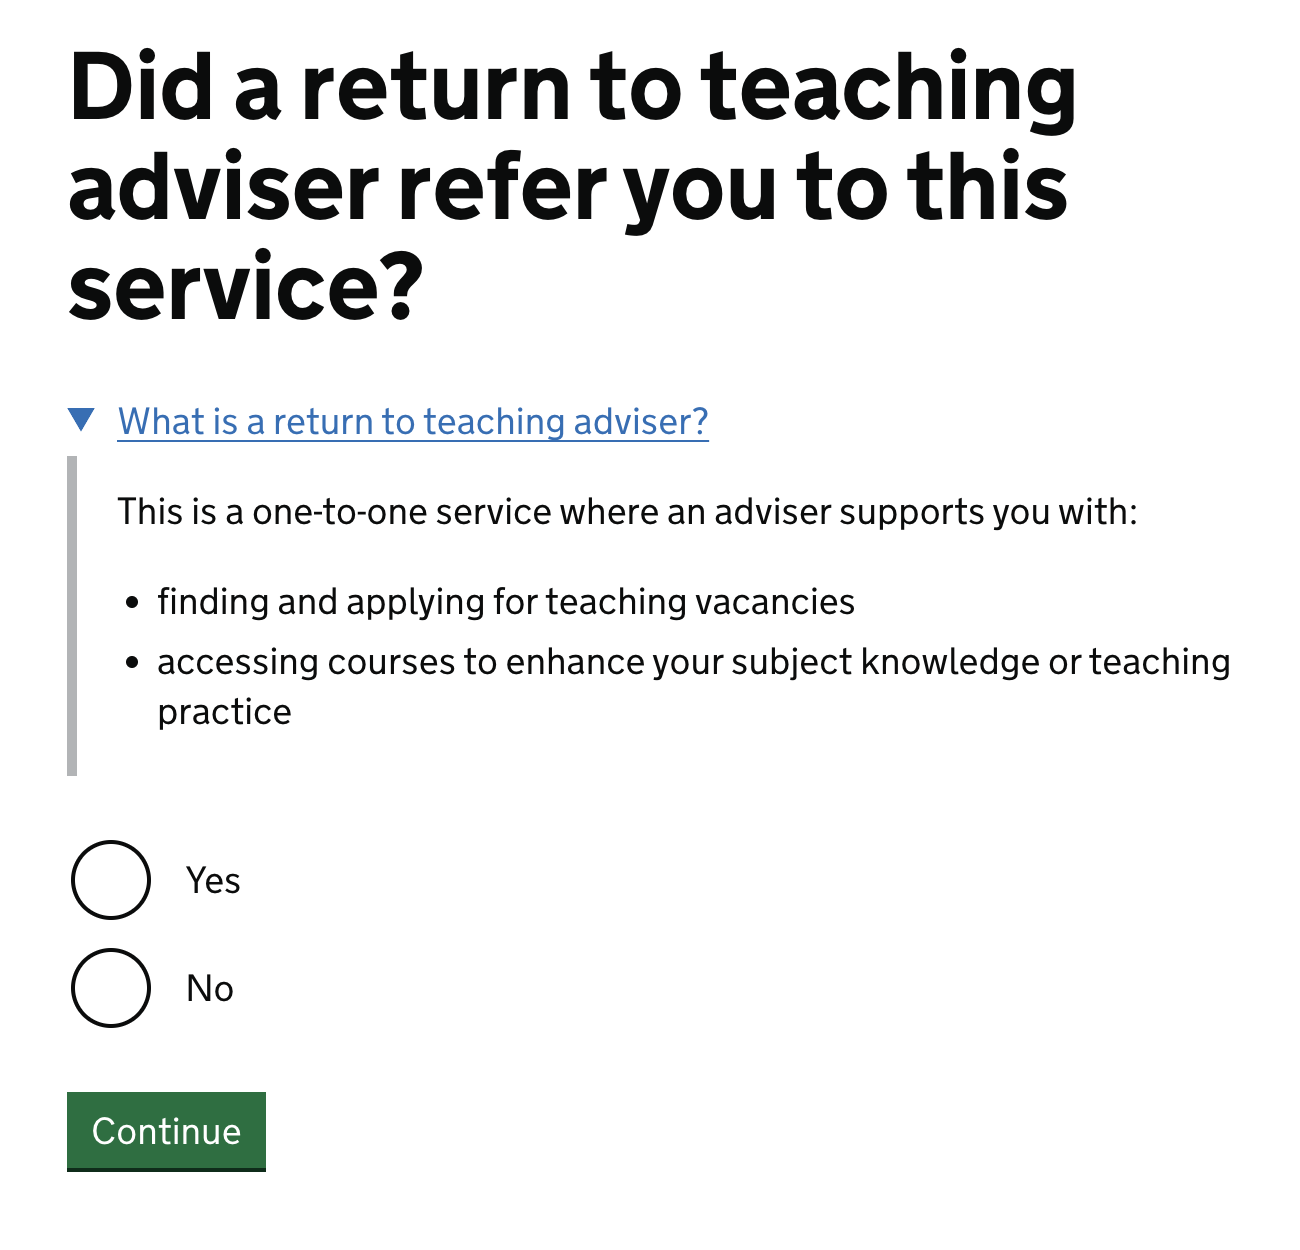 Did a return to teaching
adviser refer you to this
service?
What is a return to teaching adviser?
This is a one-to-one service where an adviser supports you with:
finding and applying for teaching vacancies
accessing courses to enhance your subject knowledge or teaching
practice
Yes
No
Continue